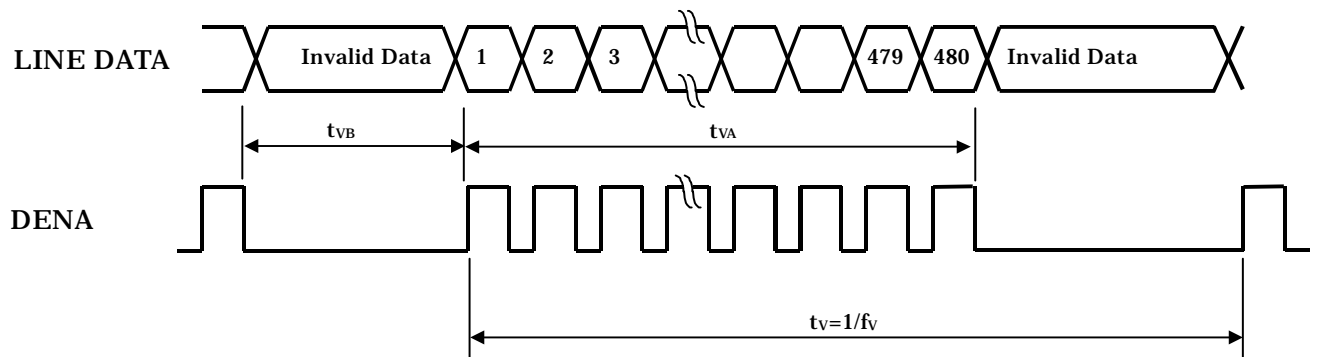 LINE DATA Invalid Data 1 2 3 479 480 Invalid Data
tVB tVA
DENA
tV=1/fV